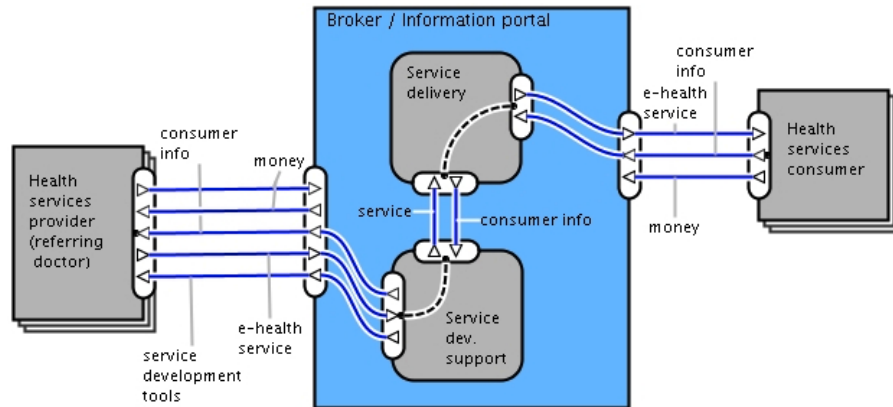 Broker / Information portal
Service
delivery
consumer
info
e-health
service
Health
services
consumer
money
consumer
info
money
Health
services
provider
(referring
doctor)
service
consumer info
Service
dev.
support
e-health
service
service
development
tools